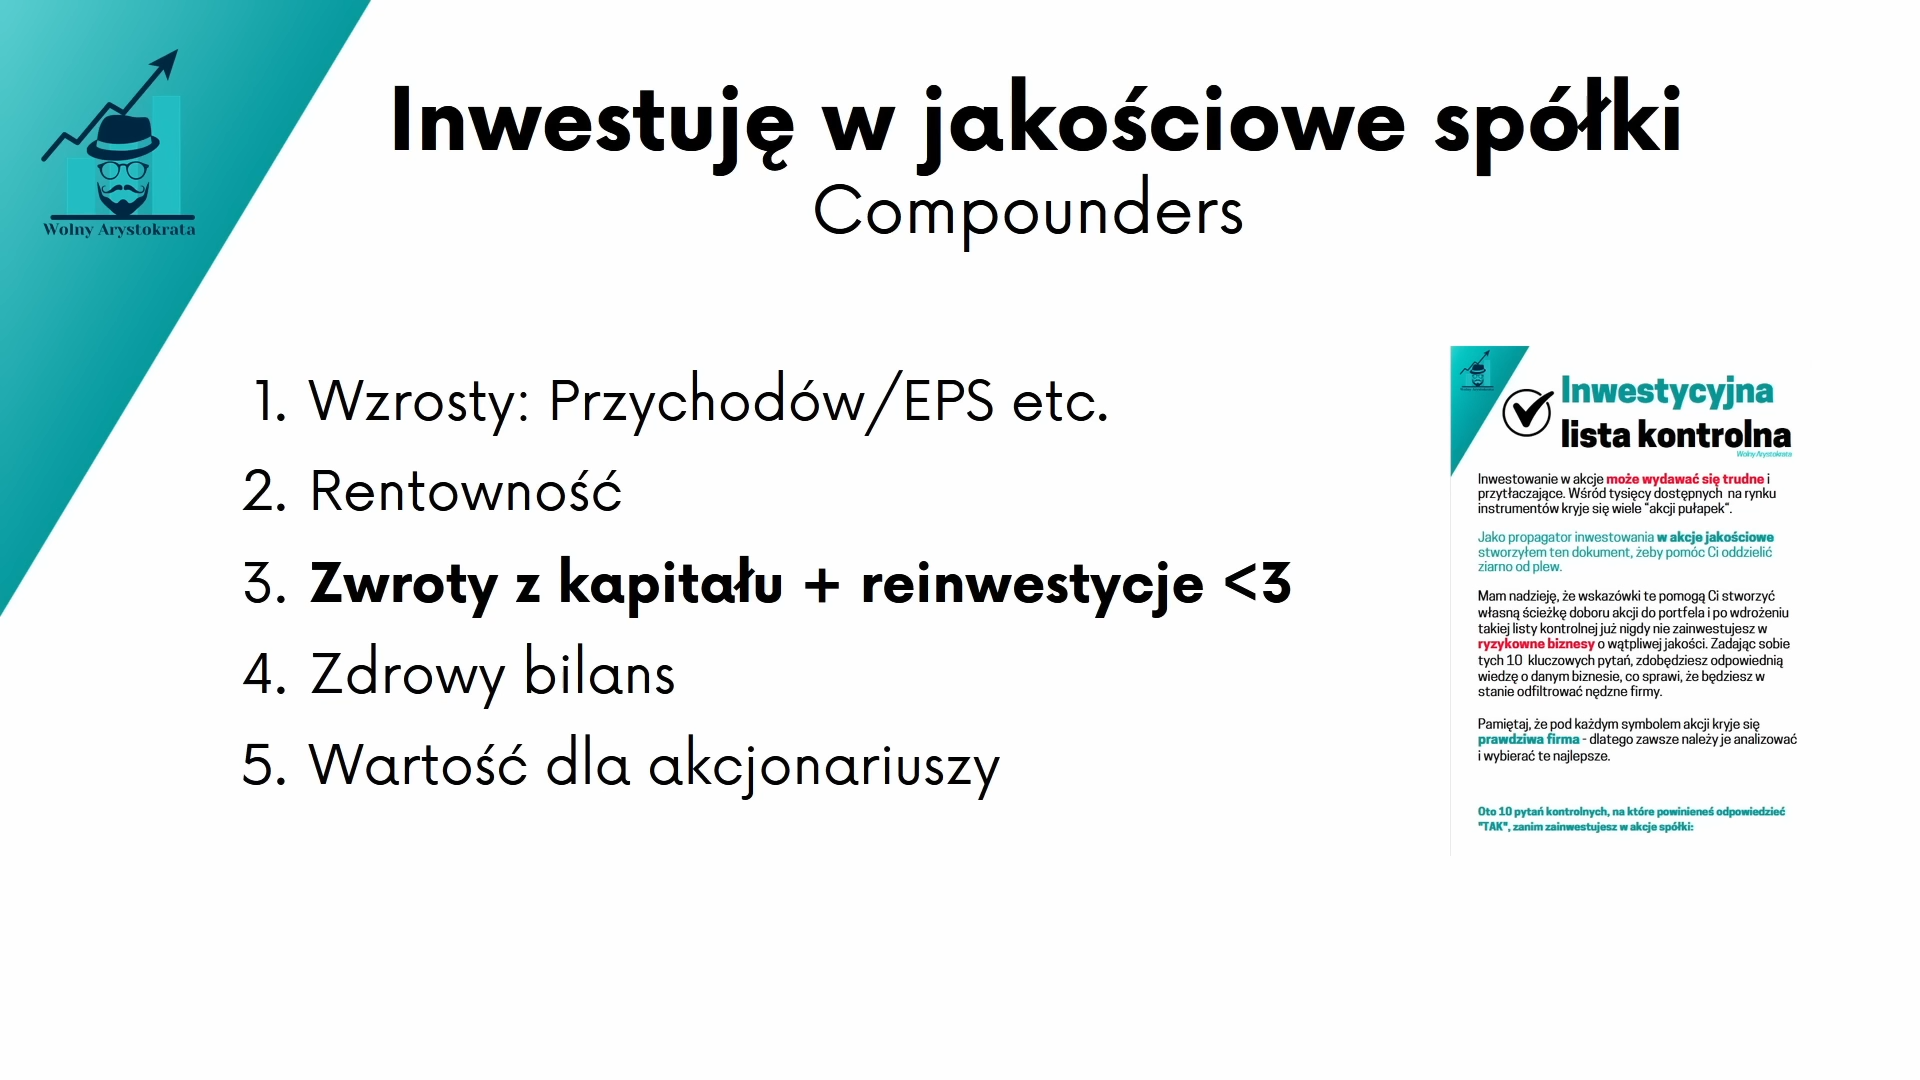 Wolny Arystokrata
Inwestuję w jakościowe spółki
Compounders
1. Wzrosty: Przychodów/EPS etc.
2. Rentowność
3. Zwroty z kapitału + reinwestycje <3
4. Zdrowy bilans
5. Wartość dla akcjonariuszy
Inwestycyjna
lista kontrolna
Wolny Arystokrata
Inwestowanie w akcje może wydawać się trudne i
przytłaczające. Wśród tysięcy dostępnych na rynku
instrumentów kryje się wiele "akcji pułapek".
Jako propagator inwestowania w akcje jakościowe
stworzyłem ten dokument, żeby pomóc Ci oddzielić
ziarno od plew.
Mam nadzieję, że wskazówki te pomogą Ci stworzyć
własną ścieżkę doboru akcji do portfela i po wdrożeniu
takiej listy kontrolnej już nigdy nie zainwestujesz w
ryzykowne biznesy o wątpliwej jakości. Zadając sobie
tych 10 kluczowych pytań, zdobędziesz odpowiednią
wiedzę o danym biznesie, co sprawi, że będziesz w
stanie odfiltrować nędzne firmy.
Pamiętaj, że pod każdym symbolem akcji kryje się
prawdziwa firma - dlatego zawsze należy je analizować
i wybierać te najlepsze.
Oto 10 pytań kontrolnych, na które powinieneś odpowiedzieć
"TAK", zanim zainwestujesz w akcje spółki: